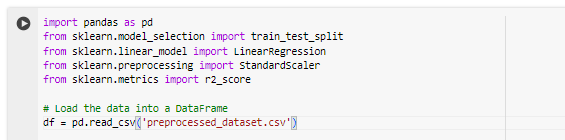 import pandas as pd
from sklearn.model_selection import train_test_split
from sklearn.linear_model import LinearRegression
from sklearn.preprocessing import StandardScaler
from sklearn.metrics import r2_score

# Load the data into a DataFrame
df = pd.read_csv('preprocessed_dataset.csv')